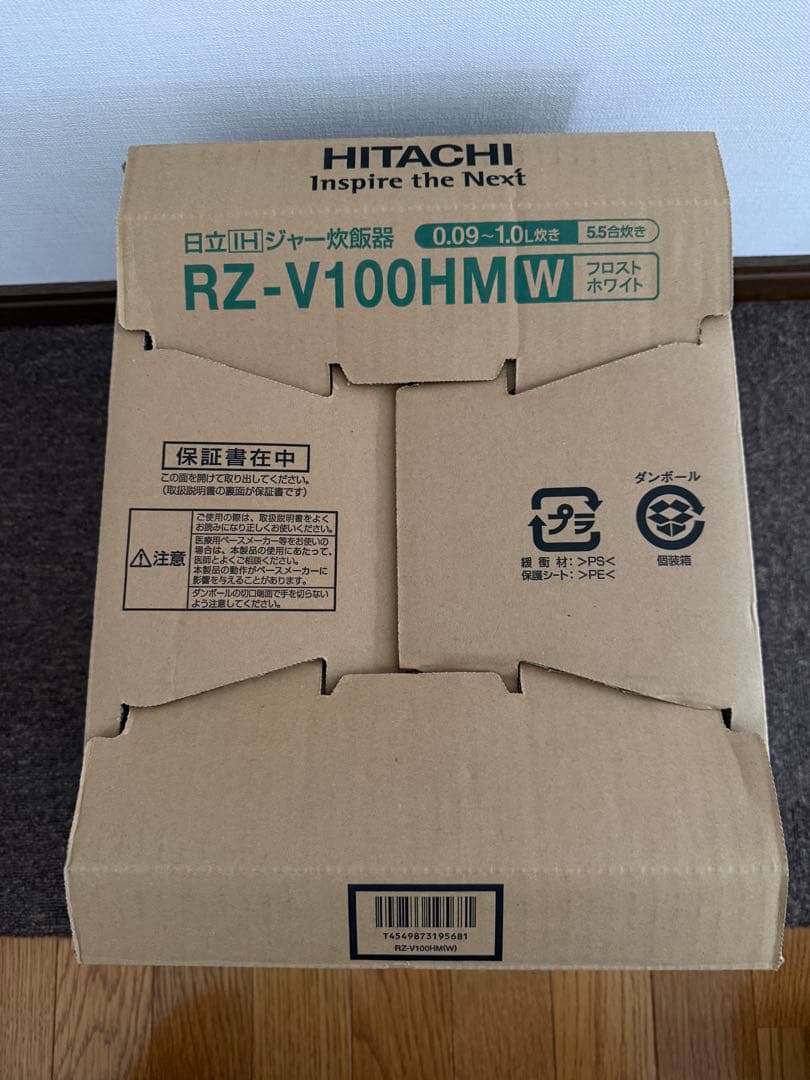 HITACHI
Inspire the Next
日立IHジャー炊飯器 0.09~1.0L炊き 5.5合炊き
RZ-V100HM W フロスト
ホワイト
保証書在中
この面を開けて取り出してください。
(取扱説明書の裏面が保証書です)
注意
ご使用の際は、取扱説明書をよく
お読みになり正しくお使いください。
医療用ペースメーカー等をお使いの
場合は、本製品の使用にあたって、
医師とよくご相談ください。
本製品の動作がペースメーカーに
影響を与えることがあります。
ダンボールの切口端面で手を切らない
よう注意してください。
プラ
緩衝材:>PS<
保護シート:>PE<
ダンボール
個装箱
T4549873195681
RZ-V100HM(W)